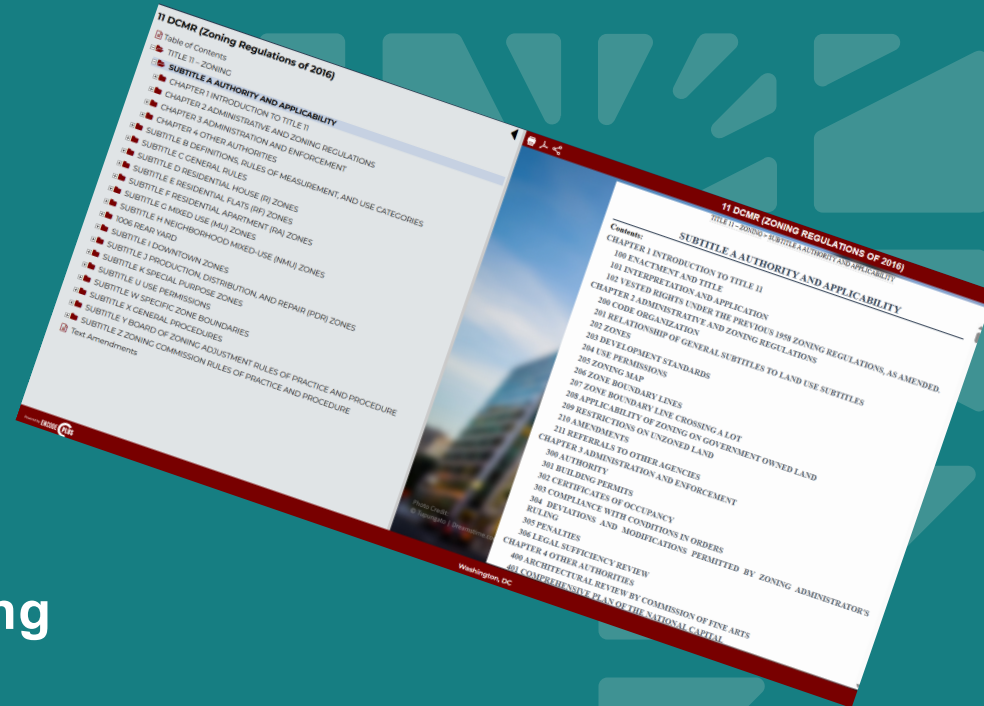 11 DCMR (Zoning Regulations of 2016)
Table of Contents
TITLE 11 – ZONING
SUBTITLE A AUTHORITY AND APPLICABILITY
CHAPTER 1 INTRODUCTION TO TITLE 11
CHAPTER 2 ADMINISTRATIVE AND ZONING REGULATIONS
CHAPTER 3 ADMINISTRATION AND ENFORCEMENT
CHAPTER 4 OTHER AUTHORITIES
SUBTITLE B DEFINITIONS, RULES OF MEASUREMENT, AND USE CATEGORIES
SUBTITLE C GENERAL RULES
SUBTITLE D RESIDENTIAL HOUSE (R) ZONES
SUBTITLE E RESIDENTIAL FLATS (RF) ZONES
SUBTITLE F RESIDENTIAL APARTMENT (RA) ZONES
SUBTITLE G MIXED USE (MU) ZONES
SUBTITLE H NEIGHBORHOOD MIXED-USE (NMU) ZONES
1006 REAR YARD
SUBTITLE I DOWNTOWN ZONES
SUBTITLE J PRODUCTION, DISTRIBUTION, AND REPAIR (PDR) ZONES
SUBTITLE K SPECIAL PURPOSE ZONES
SUBTITLE U USE PERMISSIONS
SUBTITLE W SPECIFIC ZONE BOUNDARIES
SUBTITLE X GENERAL PROCEDURES
SUBTITLE Y BOARD OF ZONING ADJUSTMENT RULES OF PRACTICE AND PROCEDURE
SUBTITLE Z ZONING COMMISSION RULES OF PRACTICE AND PROCEDURE
Text Amendments
ENCODE PLUS
11 DCMR (ZONING REGULATIONS OF 2016)
TITLE 11 – ZONING » SUBTITLE A AUTHORITY AND APPLICABILITY
SUBTITLE A AUTHORITY AND APPLICABILITY
Contents:
CHAPTER 1 INTRODUCTION TO TITLE 11
100 ENACTMENT AND TITLE
101 INTERPRETATION AND APPLICATION
102 VESTED RIGHTS UNDER THE PREVIOUS 1958 ZONING REGULATIONS, AS AMENDED.
CHAPTER 2 ADMINISTRATIVE AND ZONING REGULATIONS
200 CODE ORGANIZATION
201 RELATIONSHIP OF GENERAL SUBTITLES TO LAND USE SUBTITLES
202 ZONES
203 DEVELOPMENT STANDARDS
204 USE PERMISSIONS
205 ZONING MAP
206 ZONE BOUNDARY LINES
207 ZONE BOUNDARY LINE CROSSING A LOT
208 APPLICABILITY OF ZONING ON GOVERNMENT OWNED LAND
209 RESTRICTIONS ON UNZONED LAND
210 AMENDMENTS
211 REFERRALS TO OTHER AGENCIES
CHAPTER 3 ADMINISTRATION AND ENFORCEMENT
300 AUTHORITY
301 BUILDING PERMITS
302 CERTIFICATES OF OCCUPANCY
303 COMPLIANCE WITH CONDITIONS IN ORDERS
304 DEVIATIONS AND MODIFICATIONS PERMITTED BY ZONING ADMINISTRATOR'S
RULING
305 PENALTIES
306 LEGAL SUFFICIENCY REVIEW
CHAPTER 4 OTHER AUTHORITIES
400 ARCHITECTURAL REVIEW BY COMMISSION OF FINE ARTS
401 COMPREHENSIVE PLAN OF THE NATIONAL CAPITAL
Photo Credit:
Washington, DC
ng